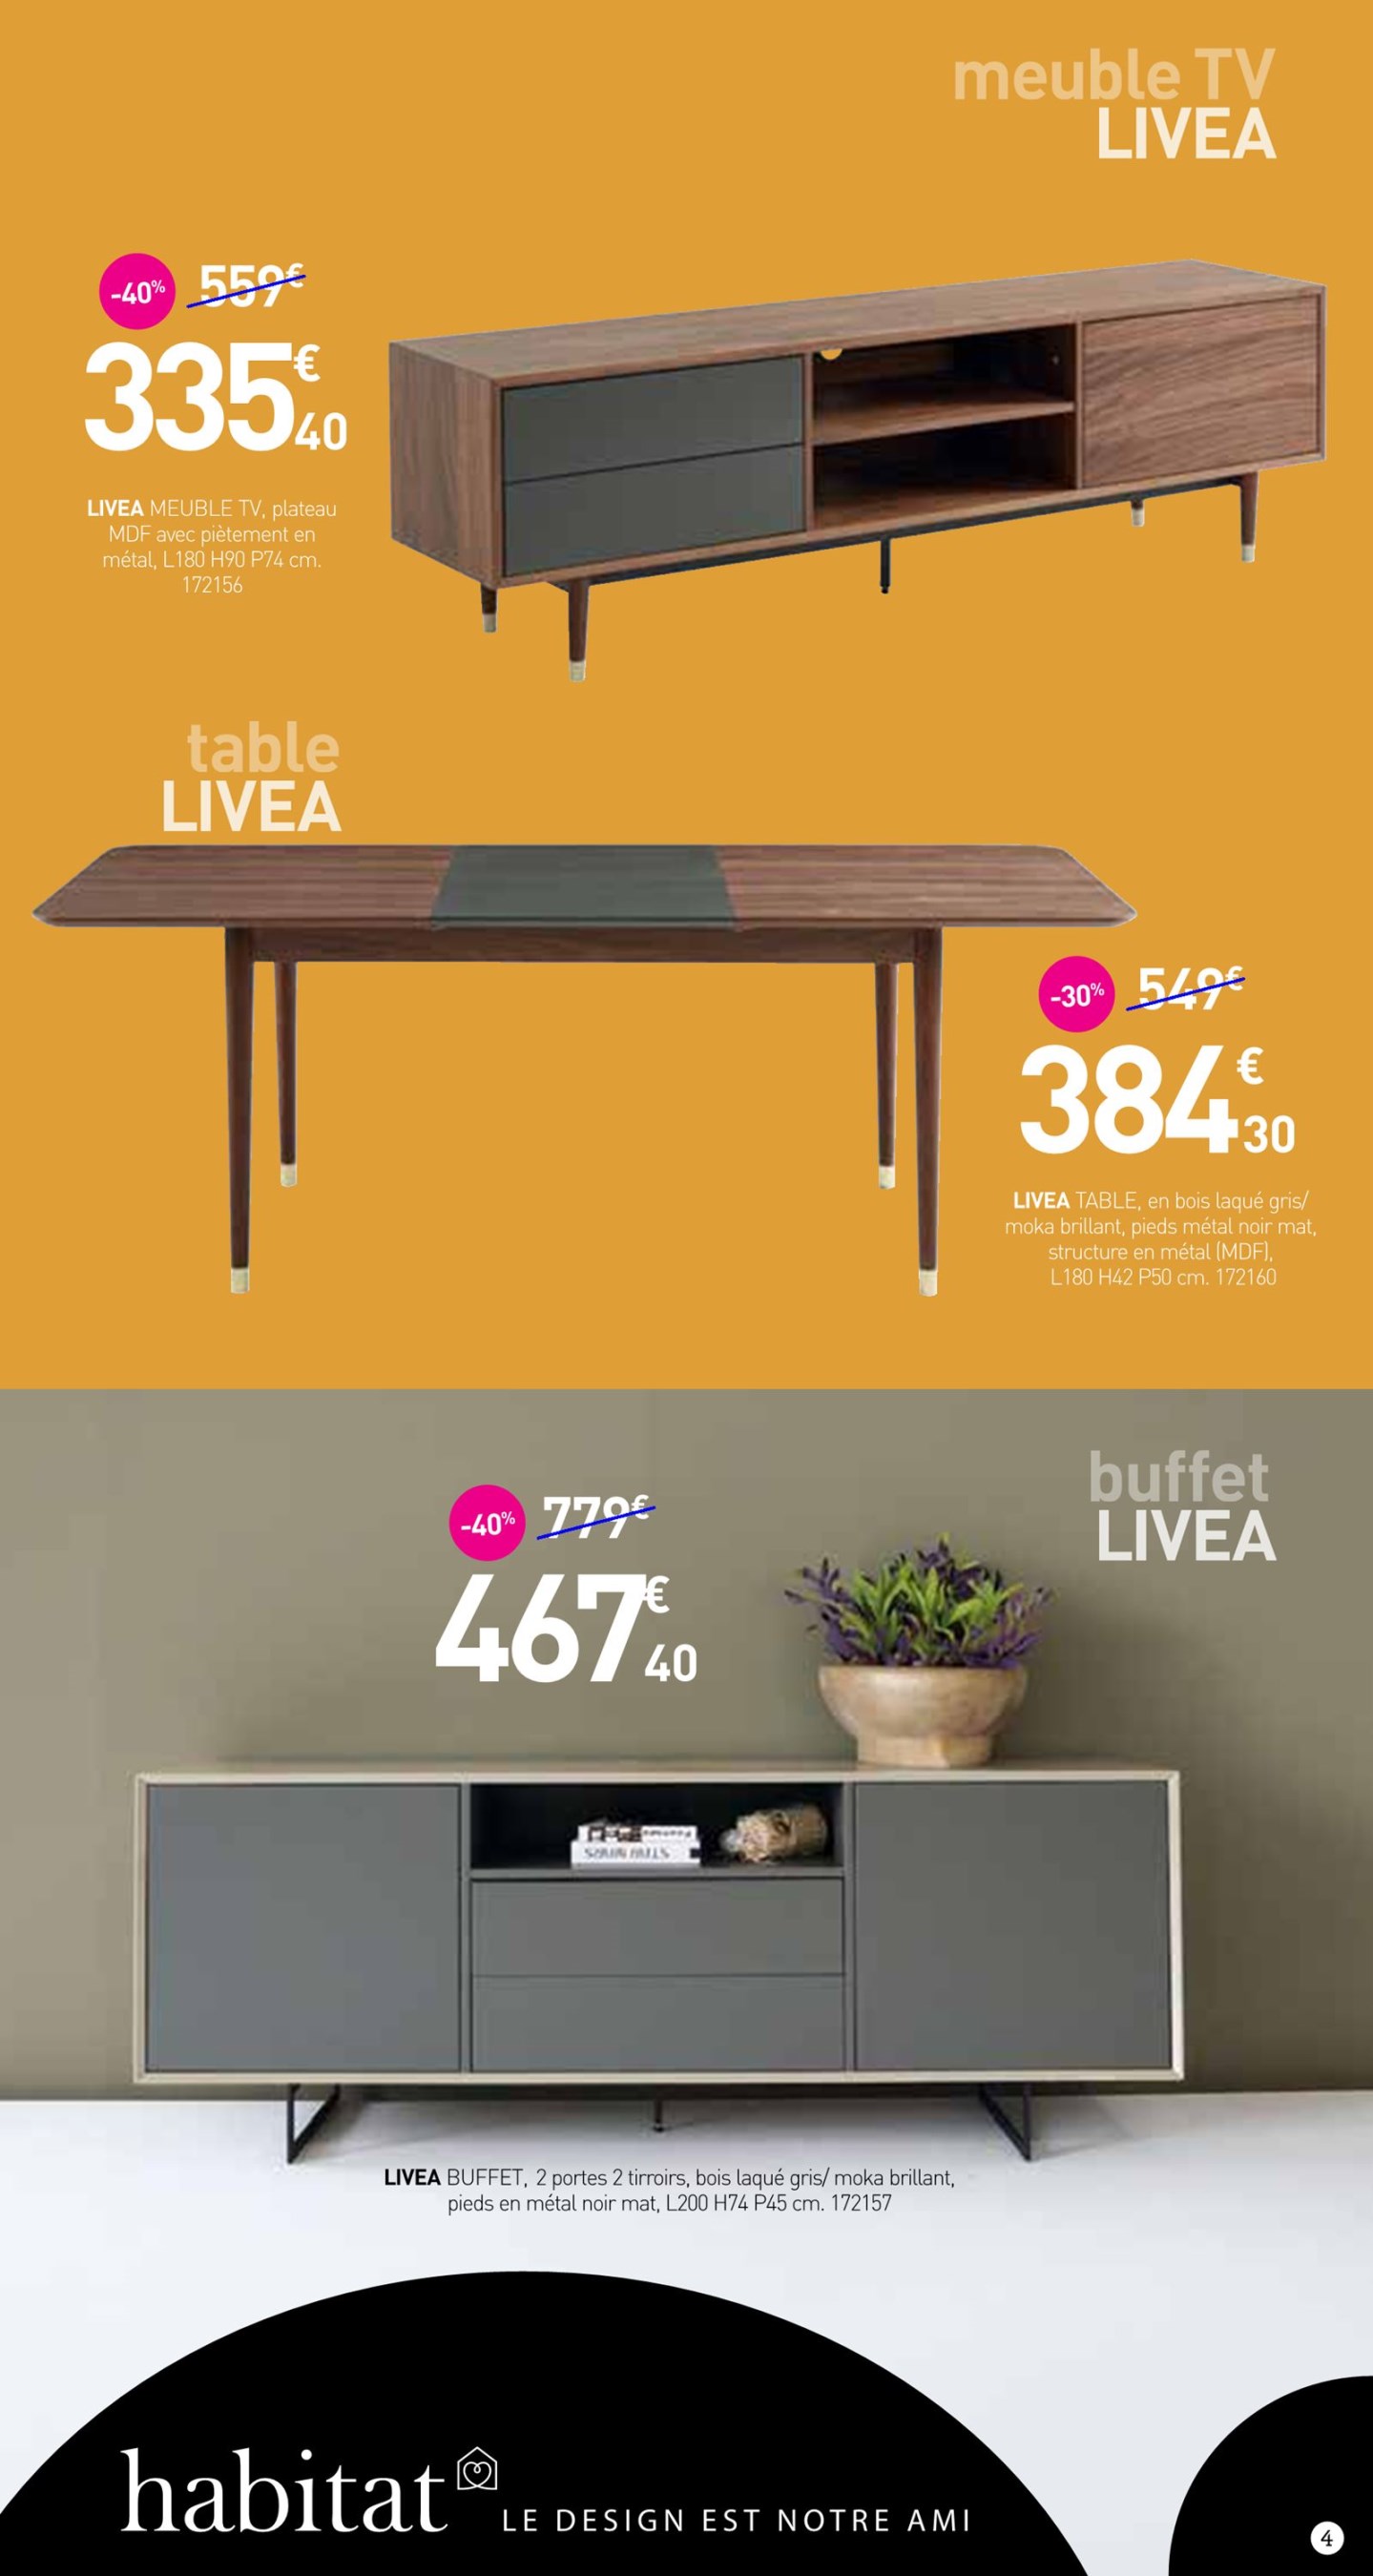 meuble TV
LIVEA
-40%
559€
335€40
LIVEA MEUBLE TV, plateau
MDF avec piètement en
métal, L180 H90 P74 cm.
172156
table
LIVEA
-30%
549€
384€30
LIVEA TABLE, en bois laqué gris/
moka brillant, pieds métal noir mat,
structure en métal (MDF),
L180 H42 P50 cm. 172160
buffet
LIVEA
-40%
779€
467€40
LIVEA BUFFET, 2 portes 2 tirroirs, bois laqué gris/ moka brillant,
pieds en métal noir mat, L200 H74 P45 cm. 172157
habitat
LE DESIGN EST NOTRE AMI
4